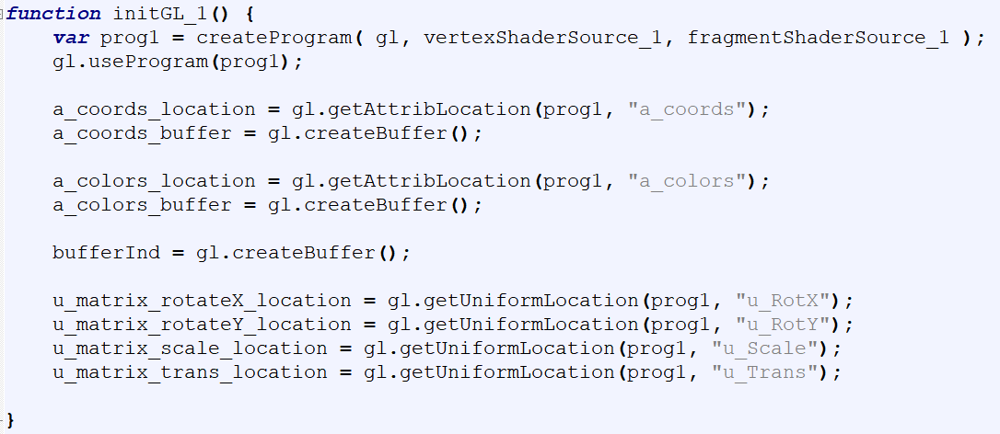 function initGL_1() {
var prog1 = createProgram( gl, vertexShaderSource_1, fragmentShaderSource_1 );
gl.useProgram(prog1);
a_coords_location = gl.getAttribLocation(prog1, "a_coords");
a_coords_buffer = gl.createBuffer();
a_colors_location = gl.getAttribLocation(prog1, "a_colors");
a_colors_buffer = gl.createBuffer();
bufferInd = gl.createBuffer();
u_matrix_rotateX_location = gl.getUniformLocation(prog1, "u_RotX");
u_matrix_rotateY_location = gl.getUniformLocation(prog1, "u_RotY");
u_matrix_scale_location = gl.getUniformLocation(prog1, "u_Scale");
u_matrix_trans_location = gl.getUniformLocation(prog1, "u_Trans");
}